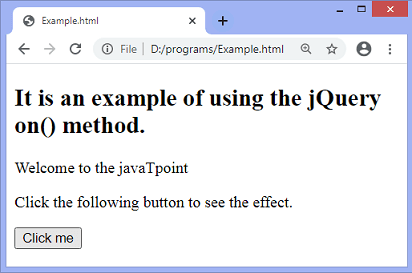 Example.html
File | D:/programs/Example.html
It is an example of using the jQuery
on() method.
Welcome to the javaTpoint
Click the following button to see the effect.
Click me